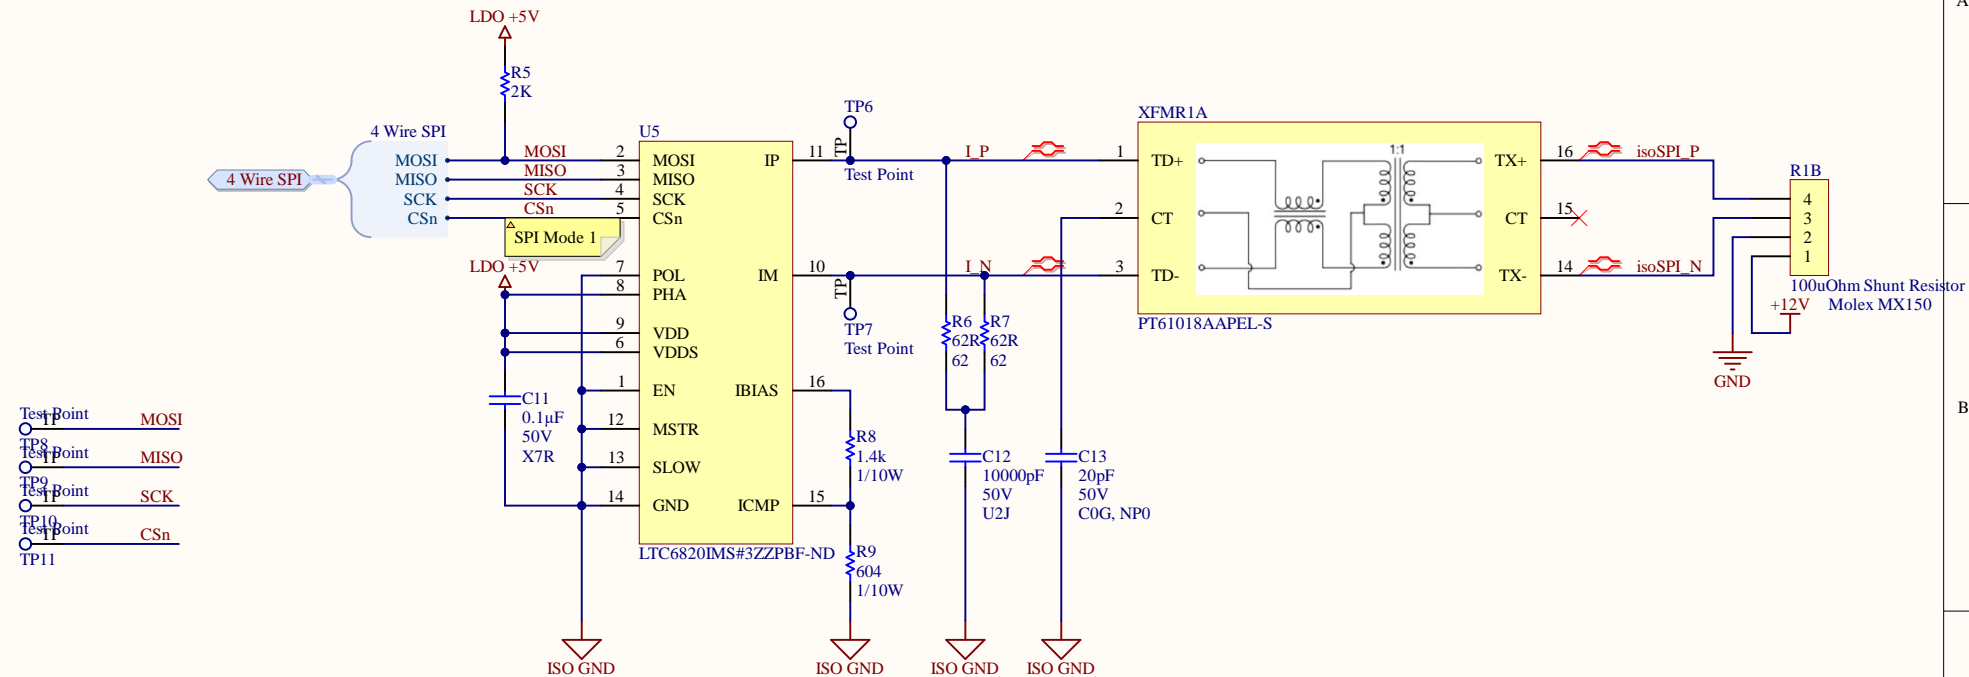 A
LDO +5V
R5
2K
4 Wire SPI
4 Wire SPI
MOSI
MISO
SCK
CSn
MOSI
MISO
SCK
CSn
SPI Mode 1
LDO +5V
U5
2 MOSI
3 MISO
4 SCK
5 CSn
7 POL
8 PHA
9 VDD
6 VDDS
1 EN
12 MSTR
13 SLOW
14 GND
IP 11
IM 10
IBIAS 16
ICMP 15
LTC6820IMS#3ZZPBF-ND
C11
0.1µF
50V
X7R
ISO GND
TP6
TP
Test Point
TP
TP7
Test Point
I_P
I_N
R6
62R
62
R7
62R
62
R8
1.4k
1/10W
R9
604
1/10W
ISO GND
C12
10000pF
50V
U2J
ISO GND
C13
20pF
50V
C0G, NP0
ISO GND
XFMR1A
1 TD+
2 CT
3 TD-
1:1
TX+ 16
CT 15
TX- 14
PT61018AAPEL-S
isoSPI_P
isoSPI_N
R1B
4
3
2
1
100uOhm Shunt Resistor
Molex MX150
+12V
GND
B
Test Point
TP
MOSI
TP8
Test Point
TP
MISO
TP9
Test Point
TP
SCK
TP10
Test Point
TP
CSn
TP11